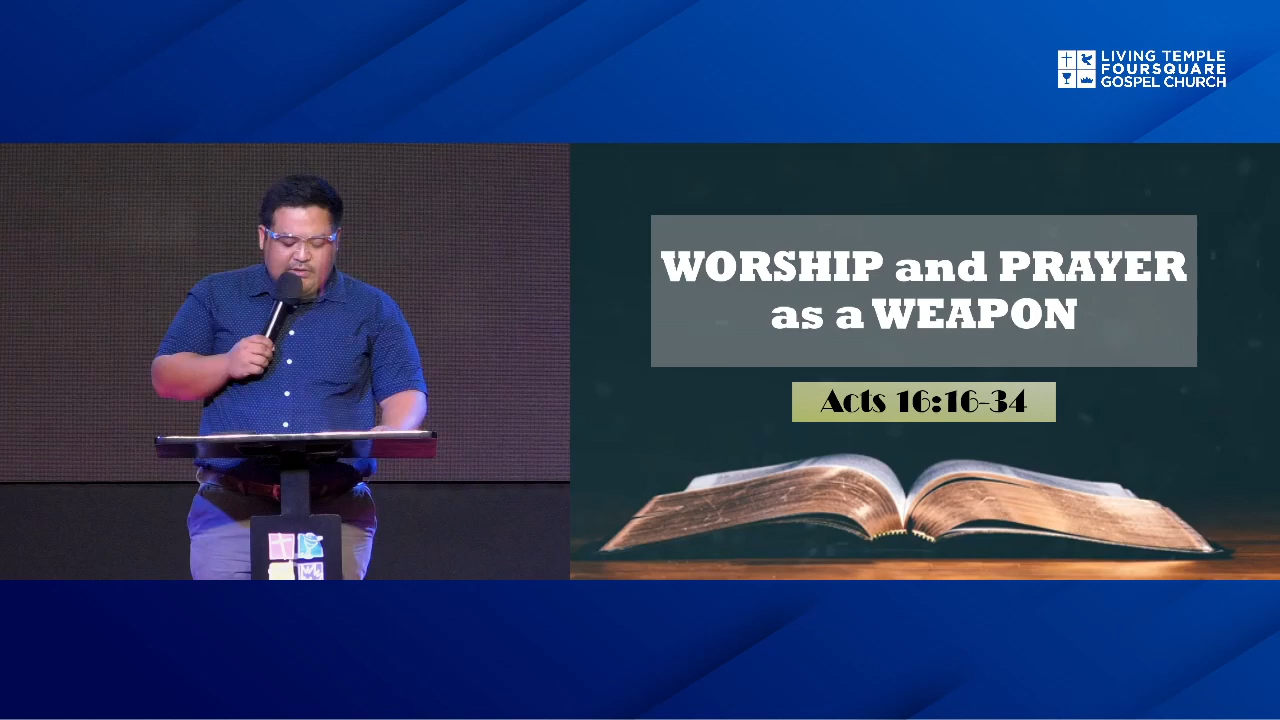 LIVING TEMPLE
FOURSQUARE
GOSPEL CHURCH
WORSHIP and PRAYER
as a WEAPON
Acts 16:16-34